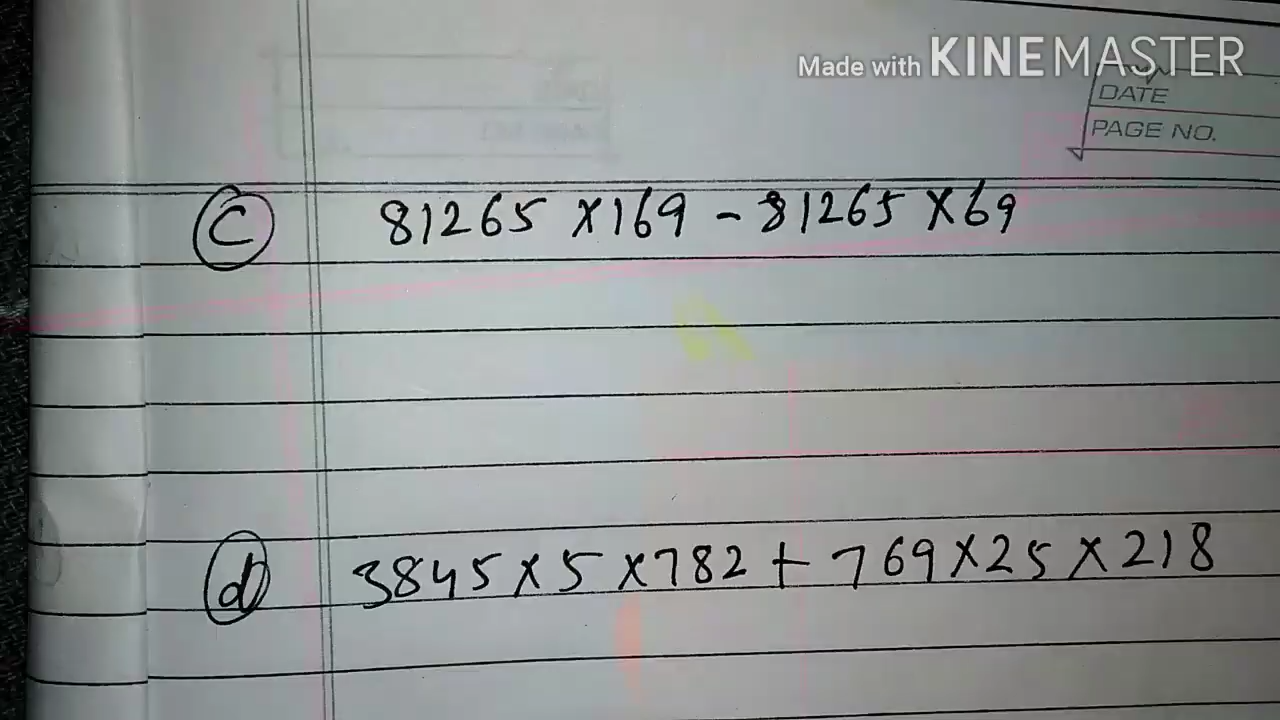 Made with KINEMASTER
DATE
PAGE NO.
(c) 81265 × 169 - 81265 × 69
(d) 3845 × 5 × 782 + 769 × 25 × 218